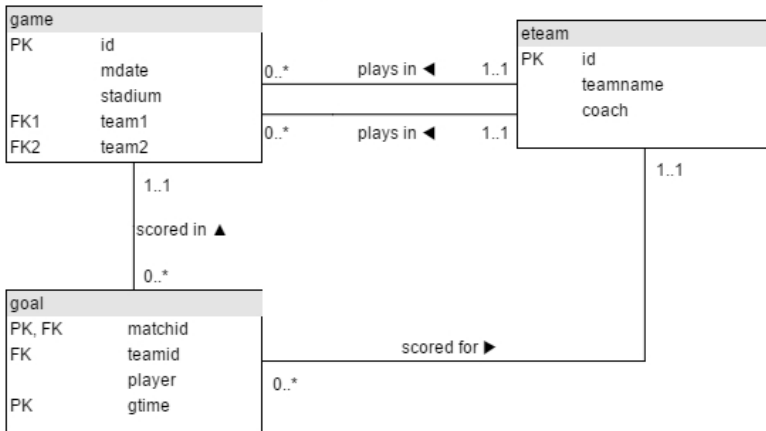 game
PK id
mdate
stadium
FK1 team1
FK2 team2
0..* plays in ◀ 1..1
0..* plays in ◀ 1..1
eteam
PK id
teamname
coach
1..1
scored in ▲
0..*
1..1
goal
PK, FK matchid
FK teamid
player
PK gtime
scored for ▶
0..*